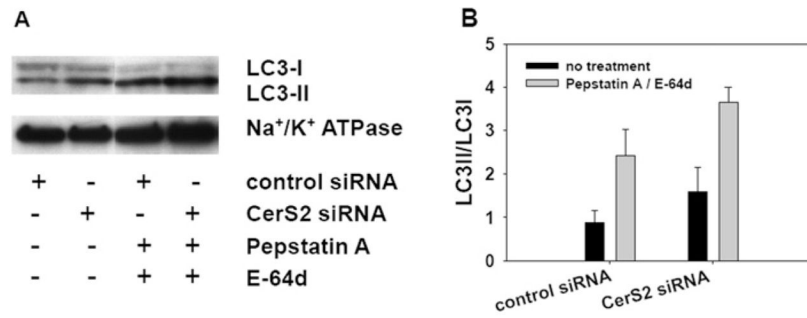 A
LC3-I
LC3-II
Na⁺/K⁺ ATPase
+ - + - control siRNA
- + - + CerS2 siRNA
- - + + Pepstatin A
- - + + E-64d
B
5
4
3
2
1
0
LC3II/LC3I
no treatment
Pepstatin A / E-64d
control siRNA
CerS2 siRNA